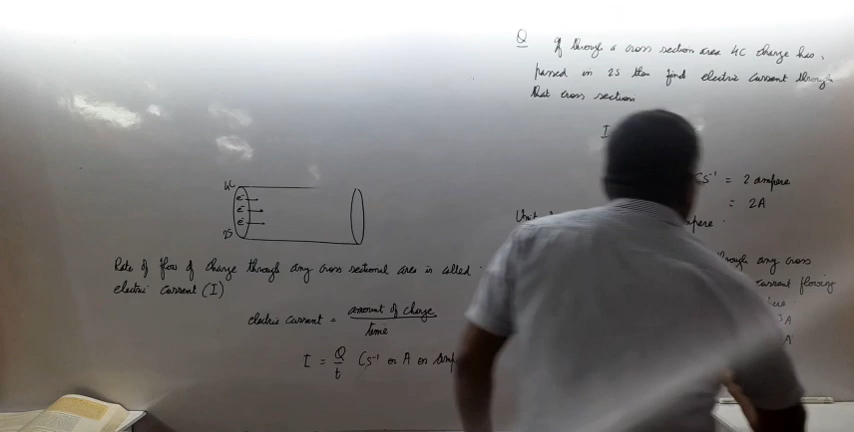 4C
e⁻
e⁻
e⁻
2S
Rate of flow of charge through any cross sectional area is called
electric current (I)
electric current = amount of charge
time
I = Q/t Cs⁻¹ or A or amp
Q If through a cross section area 4C charge has
passed in 2S then find electric current through
that cross section
I
Cs⁻¹ = 2 ampere
= 2A
Unit
pere
through any cross
current flowing
A
A